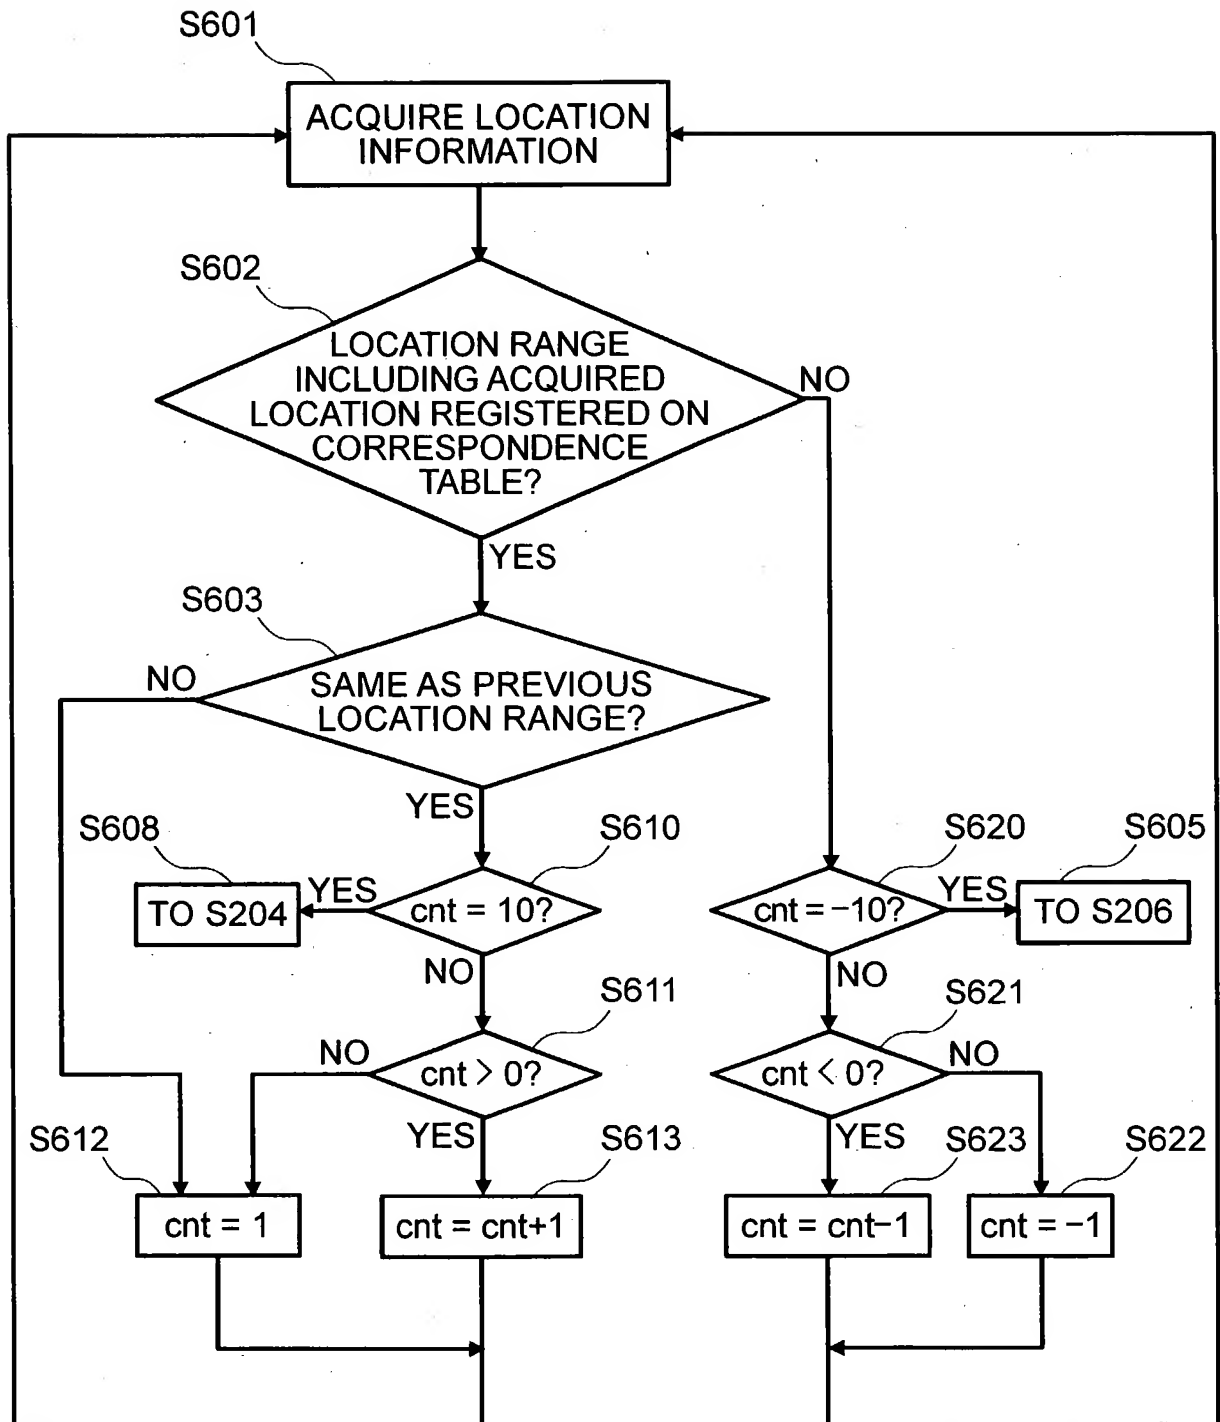 S601
ACQUIRE LOCATION
INFORMATION
S602
LOCATION RANGE
INCLUDING ACQUIRED
LOCATION REGISTERED ON
CORRESPONDENCE
TABLE?
NO
YES
S603
NO
SAME AS PREVIOUS
LOCATION RANGE?
YES
S608
S610
S620
S605
TO S204
YES
cnt = 10?
cnt = −10?
YES
TO S206
NO
NO
S611
S621
NO
cnt > 0?
cnt < 0?
NO
YES
YES
S612
S613
S623
S622
cnt = 1
cnt = cnt+1
cnt = cnt−1
cnt = −1